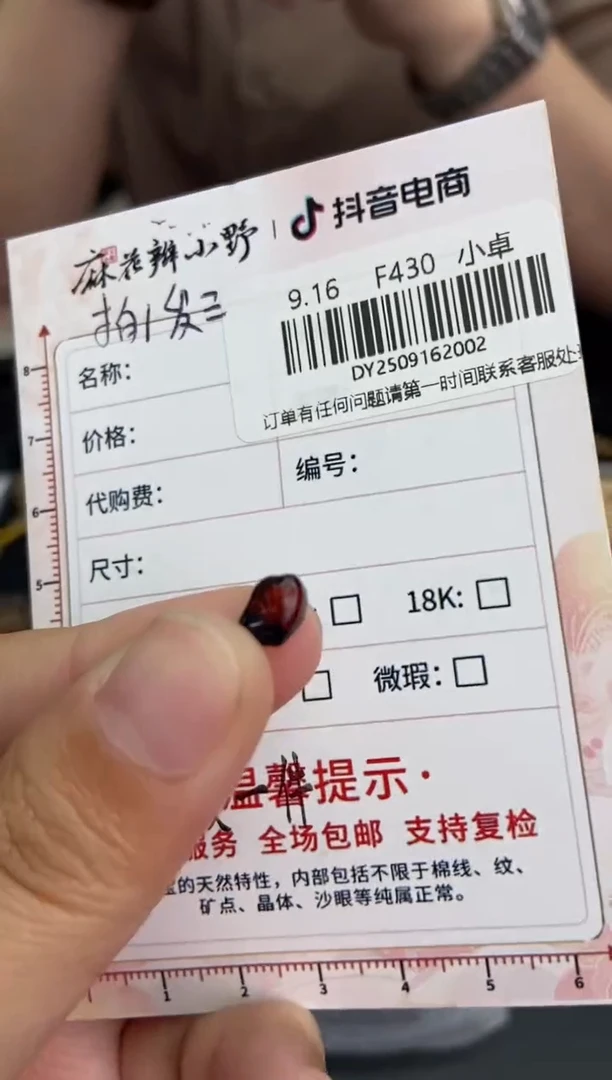 麻花辫小野 | 抖音电商
拍1发三
9.16 F430 小卓
DY2509162002
订单有任何问题请第一时间联系客服处
名称：
价格：
代购费：
编号：
尺寸：
18K：
微瑕：
温馨提示·
服务 全场包邮 支持复检
的天然特性，内部包括不限于棉线、纹、
矿点、晶体、沙眼等纯属正常。
8
7
6
5
1 2 3 4 5 6